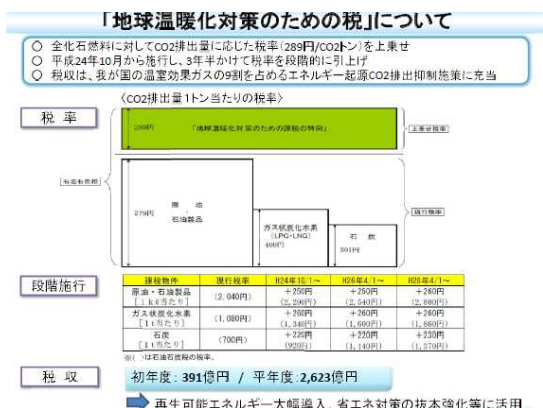 「地球温暖化対策のための税」について
○ 全化石燃料に対してCO2排出量に応じた税率(289円/CO2トン)を上乗せ
○ 平成24年10月から施行し、3年半かけて税率を段階的に引上げ
○ 税収は、我が国の温室効果ガスの9割を占めるエネルギー起源CO2排出抑制施策に充当
〈CO2排出量1トン当たりの税率〉
税 率
289円 「地球温暖化対策のための課税の特例」 上乗せ税率
石油石炭税
779円 原 油 ・ 石油製品
現行税率
ガス状炭化水素 (LPG・LNG)
石 炭
301円
段階施行
課税物件 現行税率 H24年10/1～ H26年4/1～ H28年4/1～
原油・石油製品 [1kℓ当たり] (2,040円) +250円 (2,290円) +250円 (2,540円) +260円 (2,800円)
ガス状炭化水素 [1t当たり] (1,080円) +260円 (1,340円) +260円 (1,600円) +260円 (1,860円)
石炭 [1t当たり] (700円) +220円 (920円) +220円 (1,140円) +230円 (1,370円)
※( )は石油石炭税の税率。
税 収
初年度: 391億円 / 平年度:2,623億円
再生可能エネルギー大幅導入、省エネ対策の抜本強化等に活用